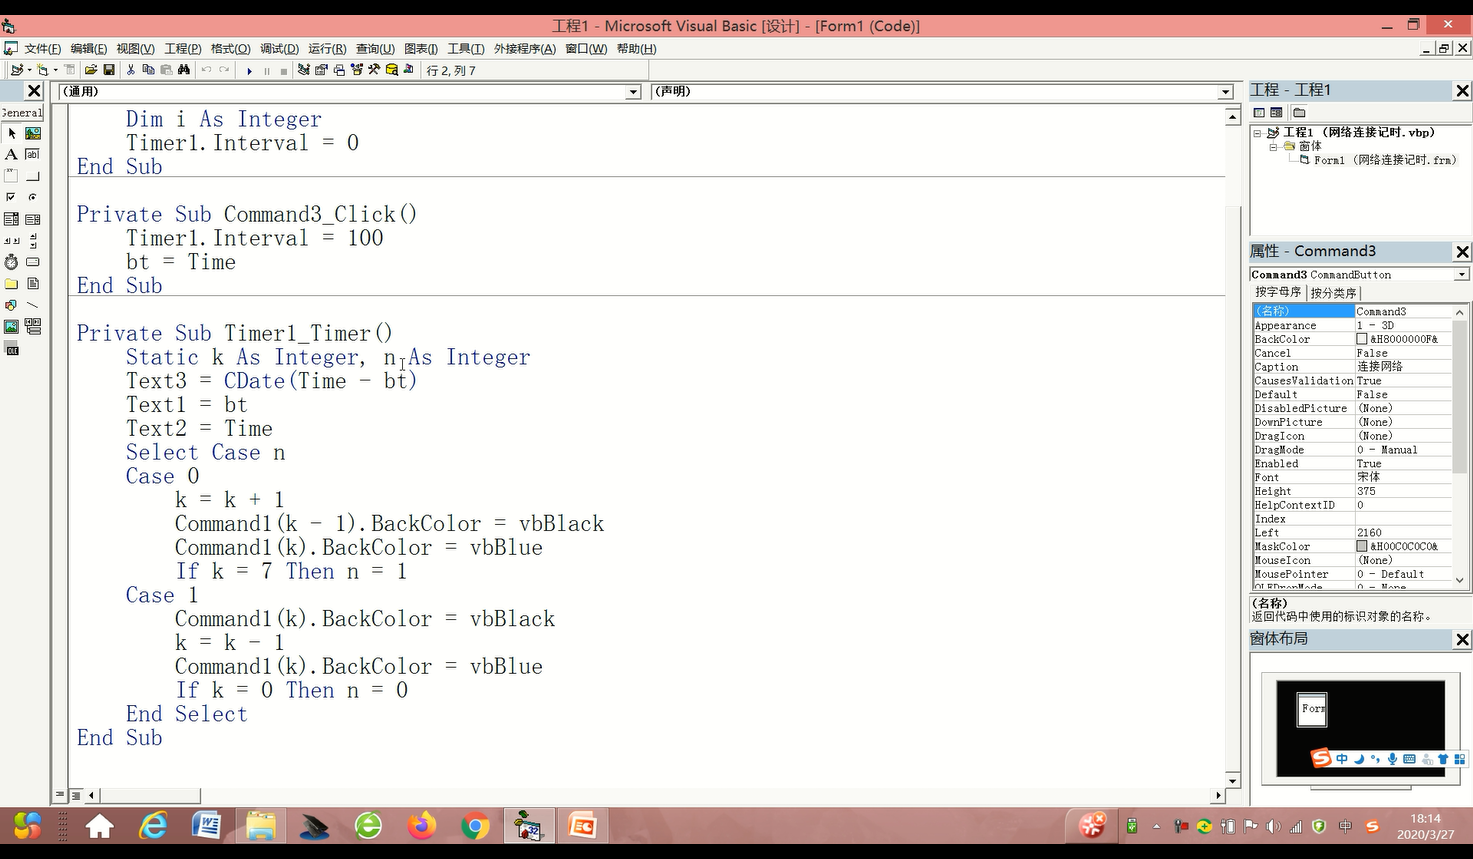 工程1 - Microsoft Visual Basic [设计] - [Form1 (Code)]
文件(F) 编辑(E) 视图(V) 工程(P) 格式(O) 调试(D) 运行(R) 查询(U) 图表(I) 工具(T) 外接程序(A) 窗口(W) 帮助(H)
行 2, 列 7
(通用)
(声明)
General
Dim i As Integer
Timer1.Interval = 0
End Sub
Private Sub Command3_Click()
Timer1.Interval = 100
bt = Time
End Sub
Private Sub Timer1_Timer()
Static k As Integer, n As Integer
Text3 = CDate(Time - bt)
Text1 = bt
Text2 = Time
Select Case n
Case 0
k = k + 1
Command1(k - 1).BackColor = vbBlack
Command1(k).BackColor = vbBlue
If k = 7 Then n = 1
Case 1
Command1(k).BackColor = vbBlack
k = k - 1
Command1(k).BackColor = vbBlue
If k = 0 Then n = 0
End Select
End Sub
工程 - 工程1
工程1 (网络连接记时.vbp)
窗体
Form1 (网络连接记时.frm)
属性 - Command3
Command3 CommandButton
按字母序 按分类序
(名称) Command3
Appearance 1 - 3D
BackColor &H8000000F&
Cancel False
Caption 连接网络
CausesValidation True
Default False
DisabledPicture (None)
DownPicture (None)
DragIcon (None)
DragMode 0 - Manual
Enabled True
Font 宋体
Height 375
HelpContextID 0
Index
Left 2160
MaskColor &H00C0C0C0&
MouseIcon (None)
MousePointer 0 - Default
OLEDropMode 0 - None
(名称)
返回代码中使用的标识对象的名称。
窗体布局
Form
中
18:14
2020/3/27